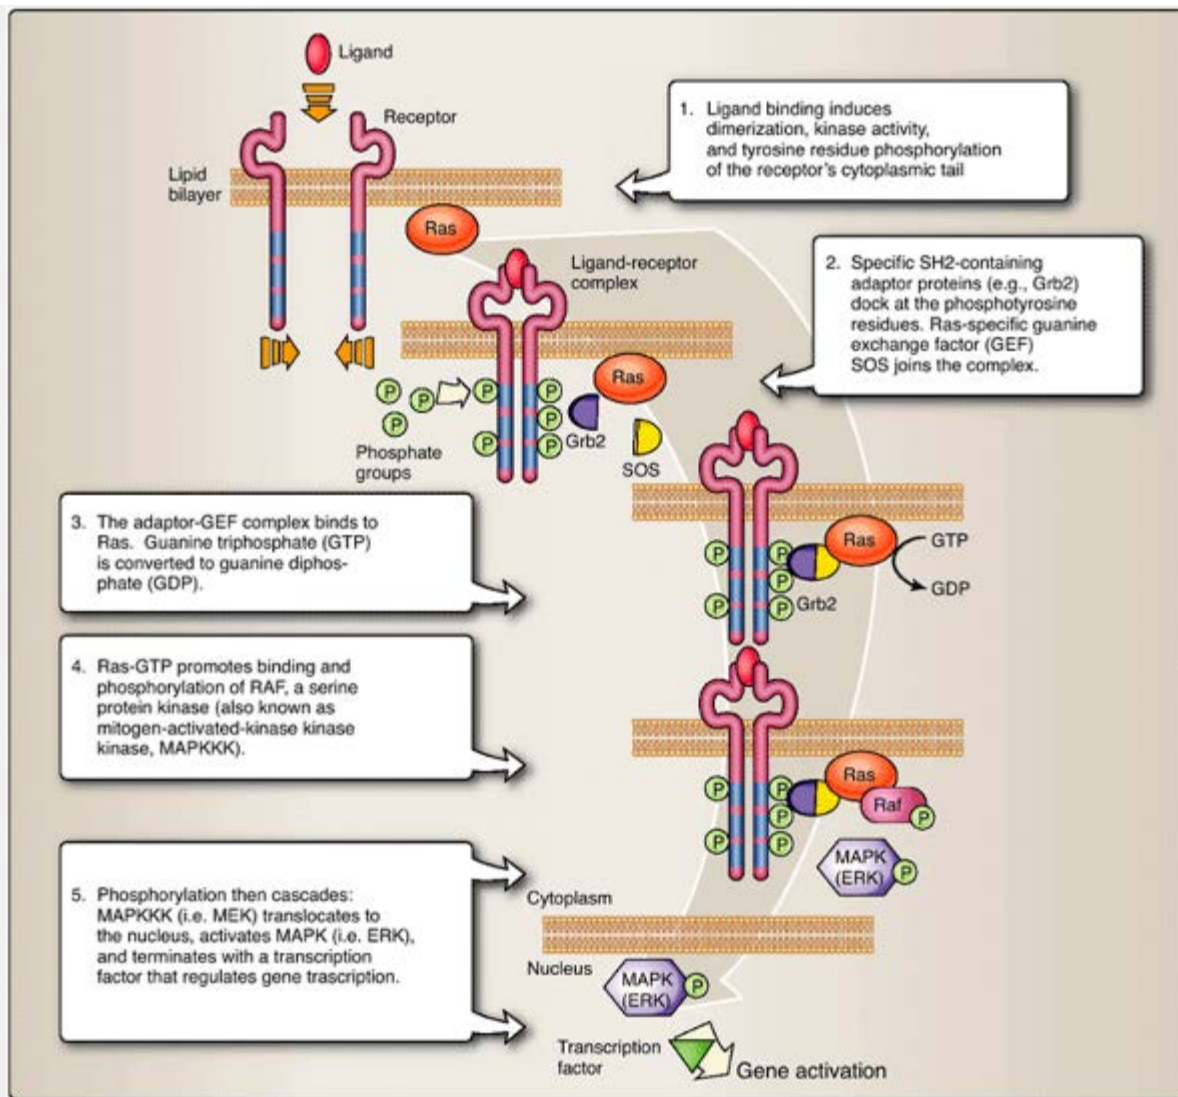 Ligand
Receptor
Lipid
bilayer
Ras
1. Ligand binding induces
dimerization, kinase activity,
and tyrosine residue phosphorylation
of the receptor's cytoplasmic tail
Ligand-receptor
complex
2. Specific SH2-containing
adaptor proteins (e.g., Grb2)
dock at the phosphotyrosine
residues. Ras-specific guanine
exchange factor (GEF)
SOS joins the complex.
P
P
P
P
P
P
P
P
Ras
Grb2
SOS
Phosphate
groups
3. The adaptor-GEF complex binds to
Ras. Guanine triphosphate (GTP)
is converted to guanine diphos-
phate (GDP).
P
P
P
P
P
Ras
GTP
GDP
Grb2
4. Ras-GTP promotes binding and
phosphorylation of RAF, a serine
protein kinase (also known as
mitogen-activated-kinase kinase
kinase, MAPKKK).
P
P
P
P
P
Ras
Raf
P
MAPK
(ERK)
P
5. Phosphorylation then cascades:
MAPKKK (i.e. MEK) translocates to
the nucleus, activates MAPK (i.e. ERK),
and terminates with a transcription
factor that regulates gene trascription.
Cytoplasm
Nucleus
MAPK
(ERK)
P
Transcription
factor
Gene activation